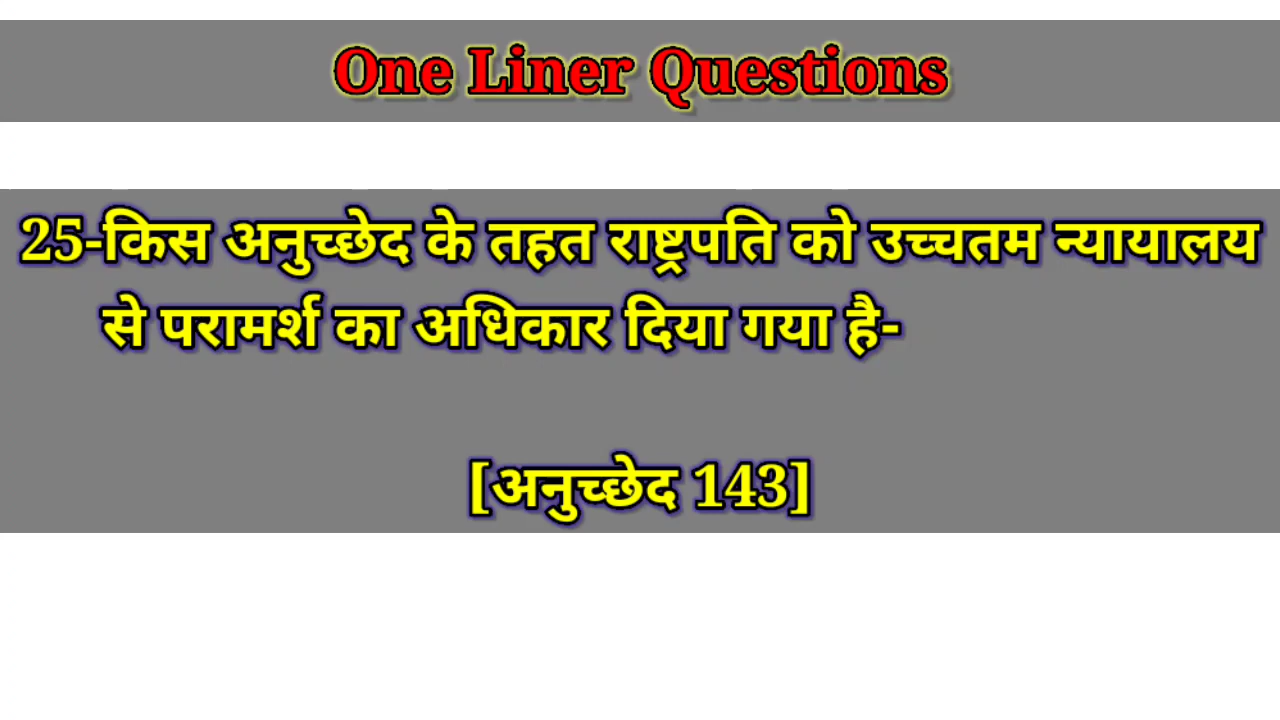 One Liner Questions
25-किस अनुच्छेद के तहत राष्ट्रपति को उच्चतम न्यायालय
से परामर्श का अधिकार दिया गया है-
[अनुच्छेद 143]